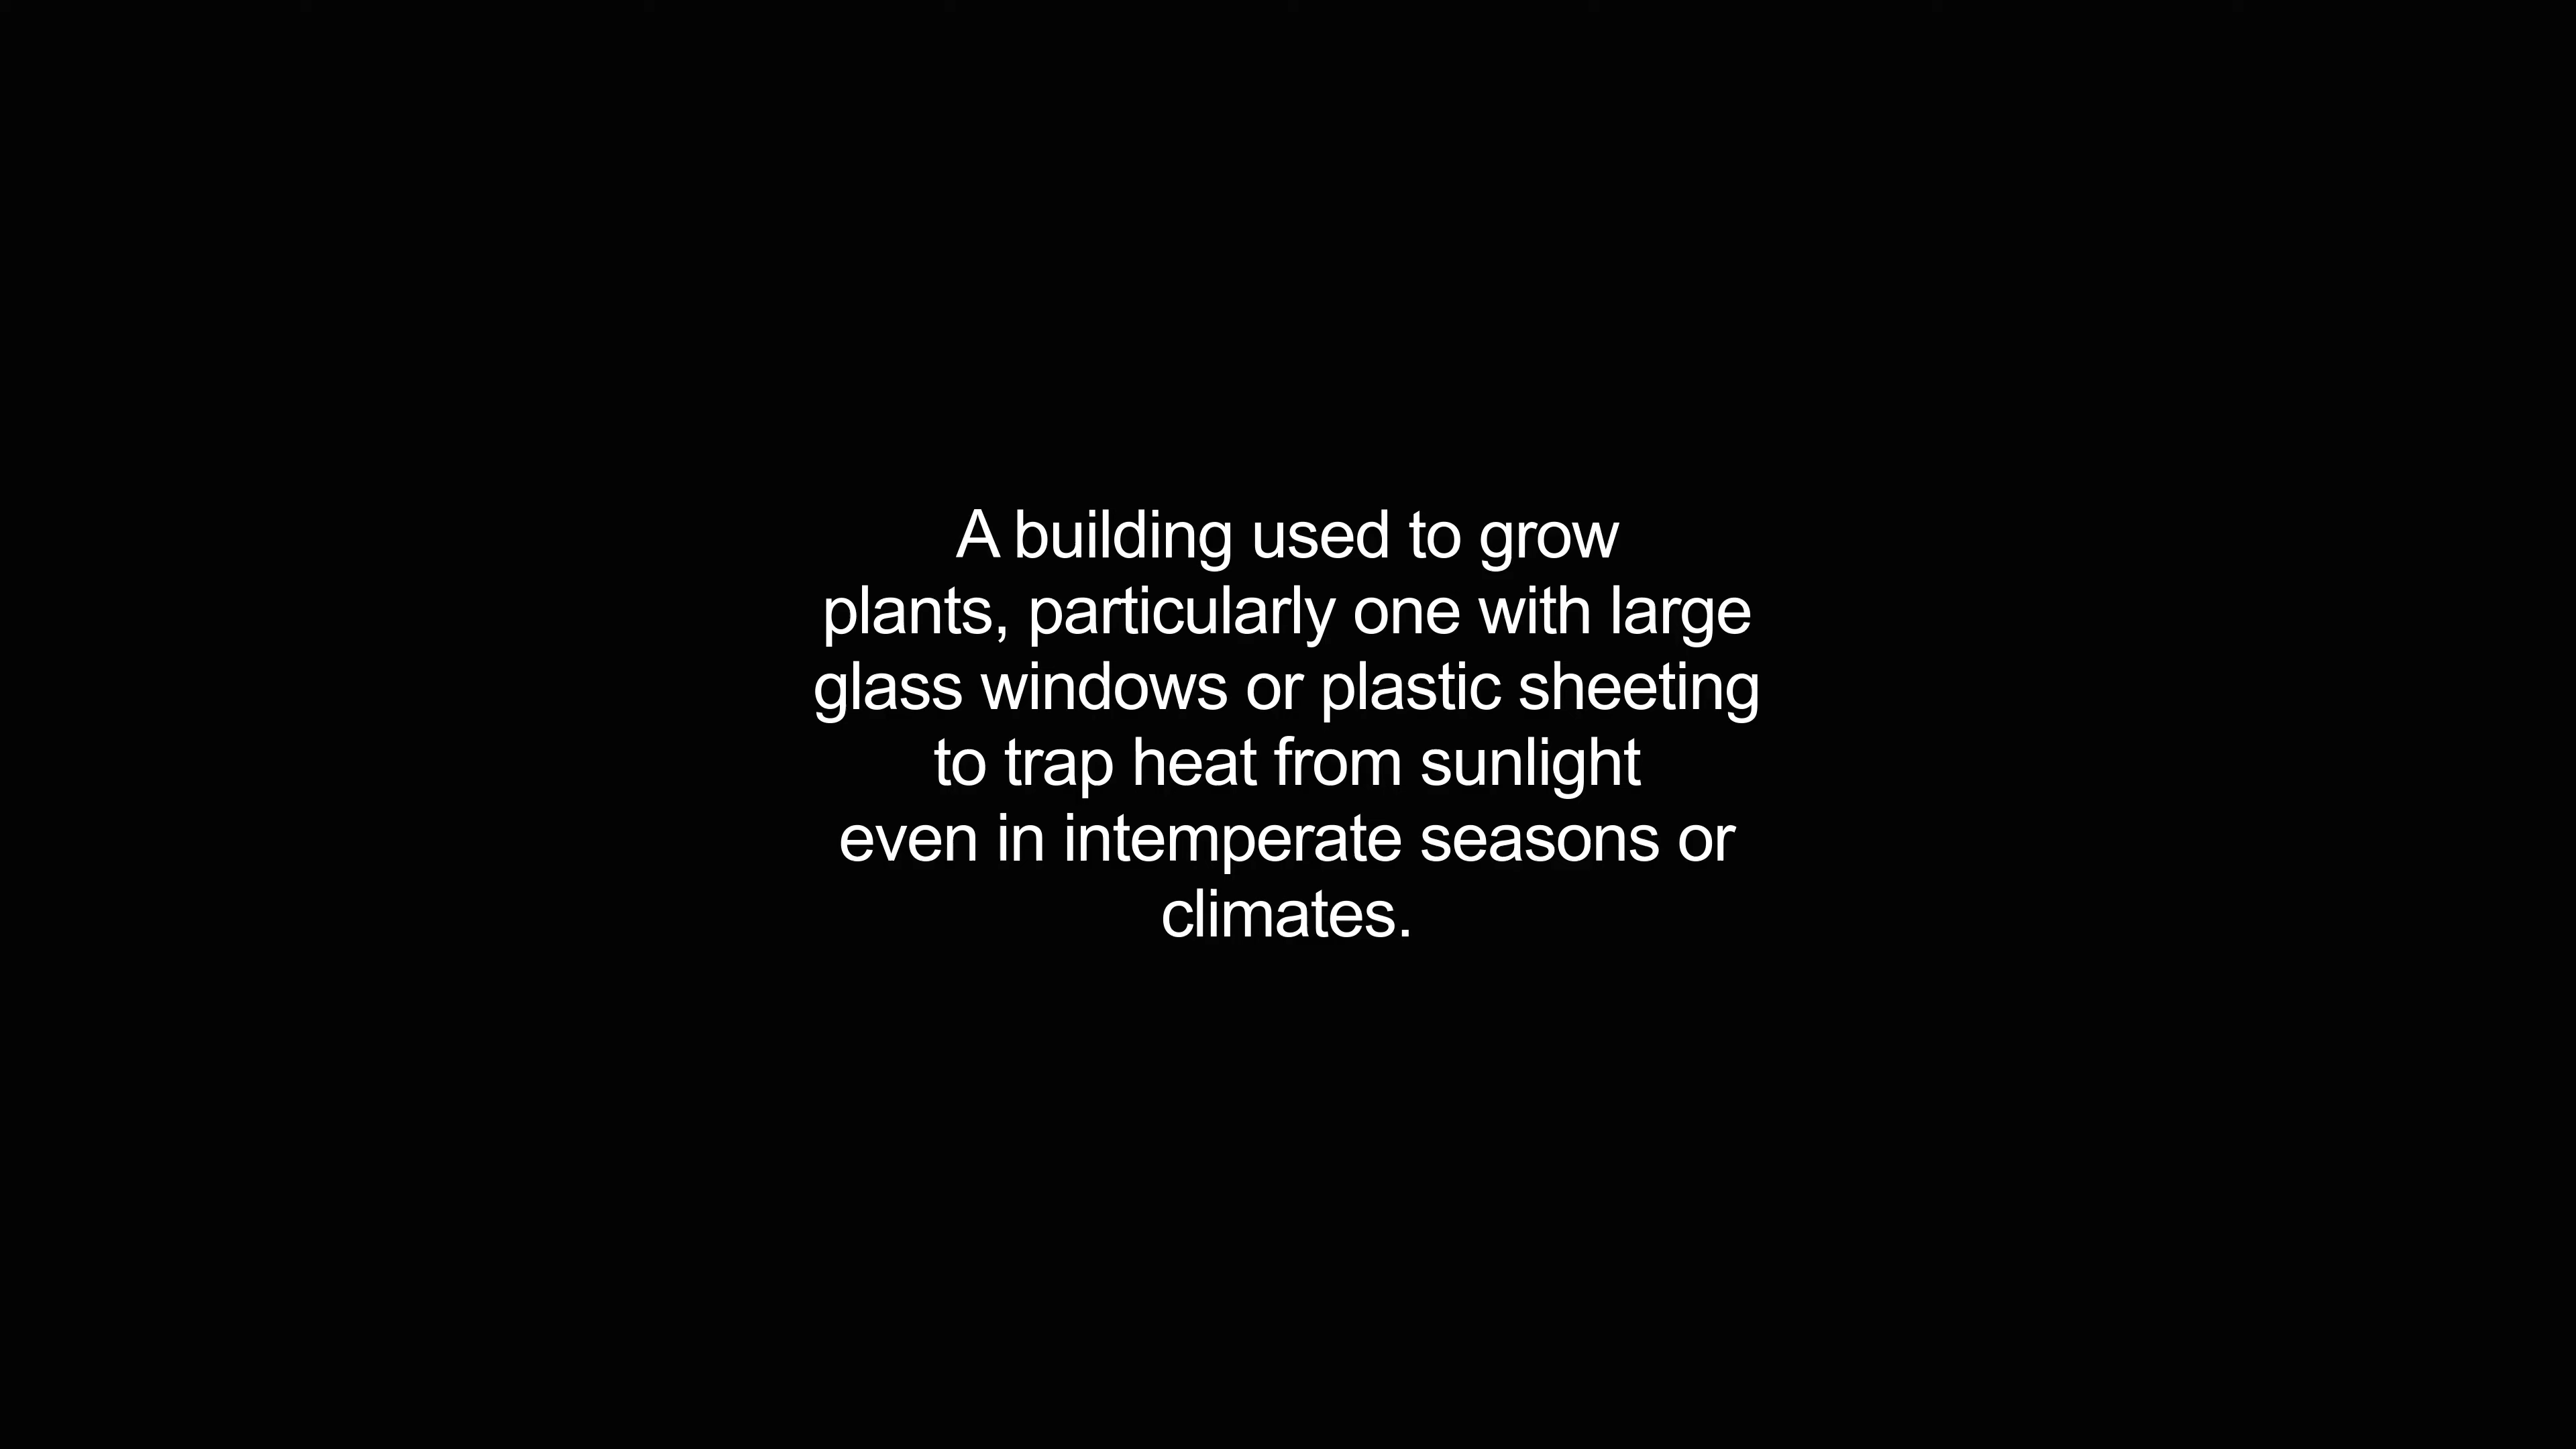 A building used to grow
plants, particularly one with large
glass windows or plastic sheeting
to trap heat from sunlight
even in intemperate seasons or
climates.